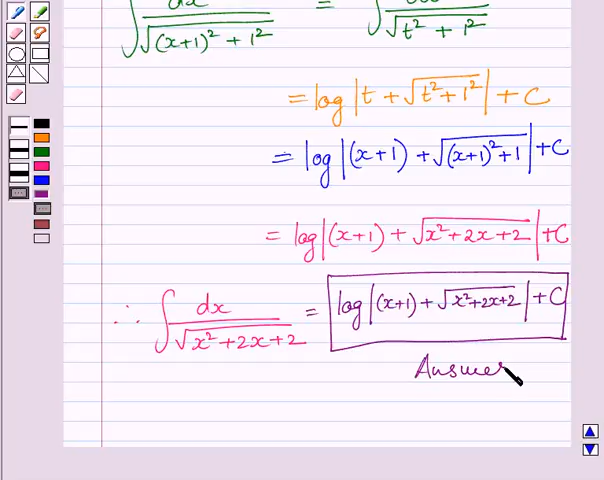 ∫ dx / √((x+1)² + 1²) = ∫ / √(t² + 1²)
= log |t + √(t² + 1²)| + C
= log |(x+1) + √((x+1)² + 1)| + C
= log |(x+1) + √(x² + 2x + 2)| + C
∴ ∫ dx / √(x² + 2x + 2) = log |(x+1) + √(x² + 2x + 2)| + C
Answer